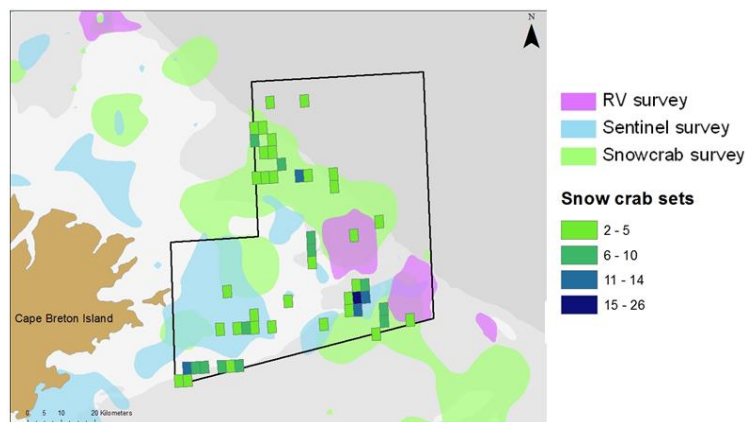 N
RV survey
Sentinel survey
Snowcrab survey
Snow crab sets
2 - 5
6 - 10
11 - 14
15 - 26
Cape Breton Island
0 5 10 20 Kilometers